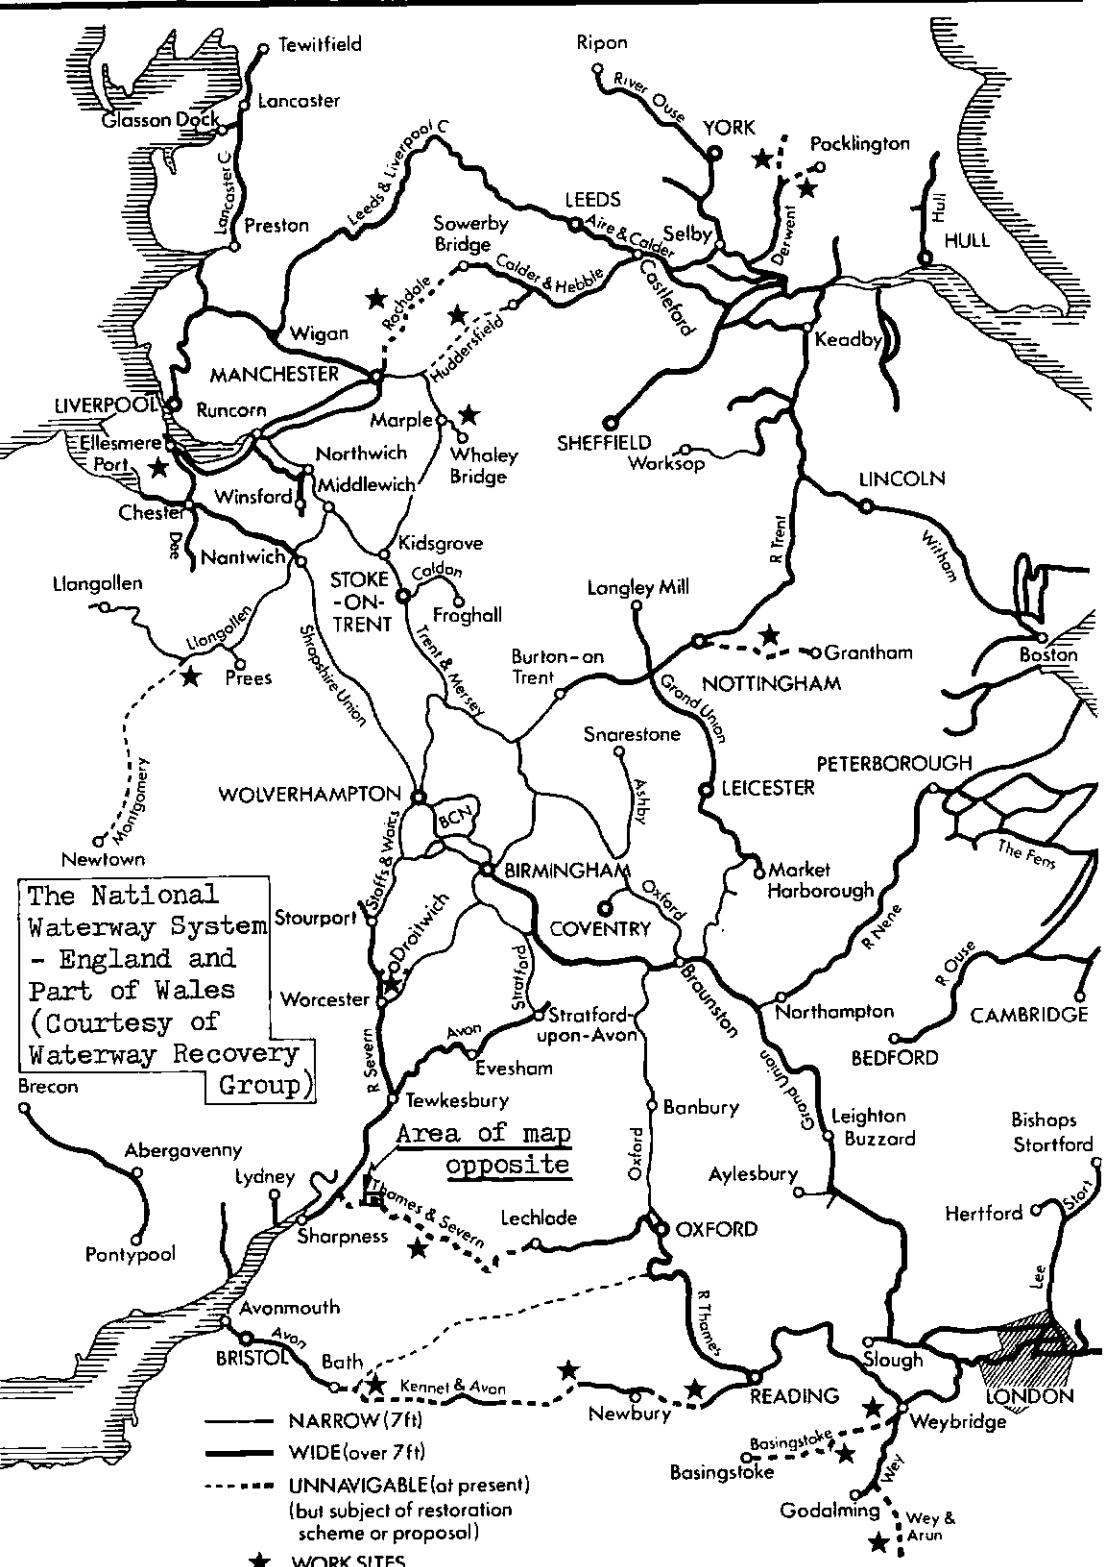 Tewitfield
Lancaster
Glasson Dock
Lancaster C
Preston
Leeds & Liverpool C
Ripon
River Ouse
YORK
Pocklington
LEEDS
Aire & Calder
Selby
Derwent
Hull
HULL
Sowerby
Bridge
Calder & Hebble
Castleford
Rochdale
Huddersfield
Keadby
Wigan
MANCHESTER
LIVERPOOL
Runcorn
Marple
Whaley
Bridge
SHEFFIELD
Worksop
Ellesmere
Port
Northwich
Winsford
Middlewich
Chester
Dee
Nantwich
Kidsgrove
LINCOLN
Witham
R Trent
Llangollen
Llangollen
STOKE
-ON-
TRENT
Caldon
Froghall
Langley Mill
Prees
Shropshire Union
Trent & Mersey
Burton-on
Trent
NOTTINGHAM
Grantham
Boston
Grand Union
Snarestone
Ashby
LEICESTER
PETERBOROUGH
Montgomery
Newtown
WOLVERHAMPTON
BCN
Staffs & Worcs
BIRMINGHAM
Market
Harborough
The Fens
The National
Waterway System
- England and
Part of Wales
(Courtesy of
Waterway Recovery
Group)
Stourport
Droitwich
COVENTRY
Oxford
R Nene
R Ouse
Worcester
Stratford
Stratford-
upon-Avon
Braunston
Northampton
CAMBRIDGE
BEDFORD
Avon
Evesham
R Severn
Grand Union
Brecon
Tewkesbury
Banbury
Leighton
Buzzard
Bishops
Stortford
Abergavenny
Area of map
opposite
Oxford
Aylesbury
Lydney
Thames & Severn
Lechlade
Hertford
Stort
Pontypool
Sharpness
OXFORD
Lee
Avonmouth
Avon
BRISTOL
R Thames
Bath
Kennet & Avon
Newbury
READING
Slough
LONDON
Weybridge
Basingstoke
Basingstoke
Wey
Godalming
Wey &
Arun
NARROW (7ft)
WIDE (over 7ft)
UNNAVIGABLE (at present)
(but subject of restoration
scheme or proposal)
WORK SITES